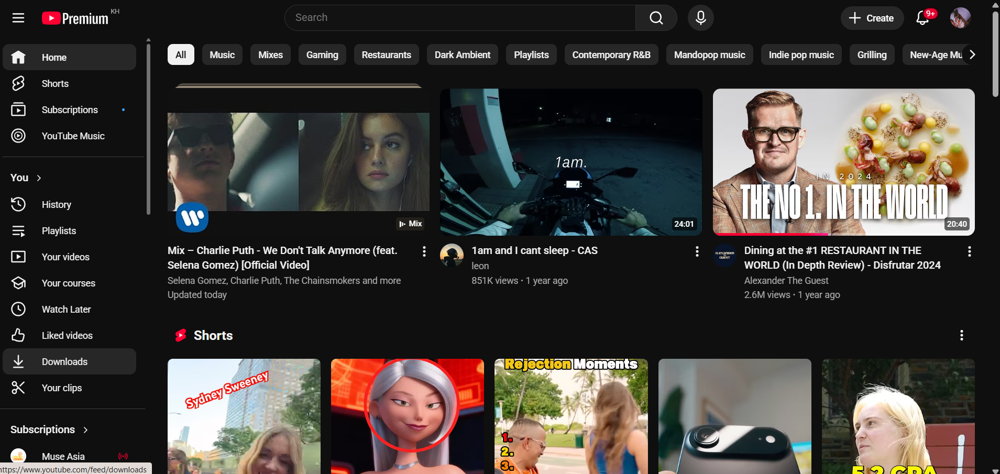 Premium KH
Search
Create
9+
Home
Shorts
Subscriptions
YouTube Music
You
History
Playlists
Your videos
Your courses
Watch Later
Liked videos
Downloads
Your clips
Subscriptions
Muse Asia
https://www.youtube.com/feed/downloads
All
Music
Mixes
Gaming
Restaurants
Dark Ambient
Playlists
Contemporary R&B
Mandopop music
Indie pop music
Grilling
New-Age Mu
Mix
Mix – Charlie Puth - We Don't Talk Anymore (feat.
Selena Gomez) [Official Video]
Selena Gomez, Charlie Puth, The Chainsmokers and more
Updated today
1am.
24:01
1am and I cant sleep - CAS
leon
851K views • 1 year ago
IN 2024
THE NO 1. IN THE WORLD
20:40
ALEXANDER
THE
GUEST
Dining at the #1 RESTAURANT IN THE
WORLD (In Depth Review) - Disfrutar 2024
Alexander The Guest
2.6M views • 1 year ago
Shorts
Sydney Sweeney
Rejection Moments
1.
2.
3.
5.2 GPA